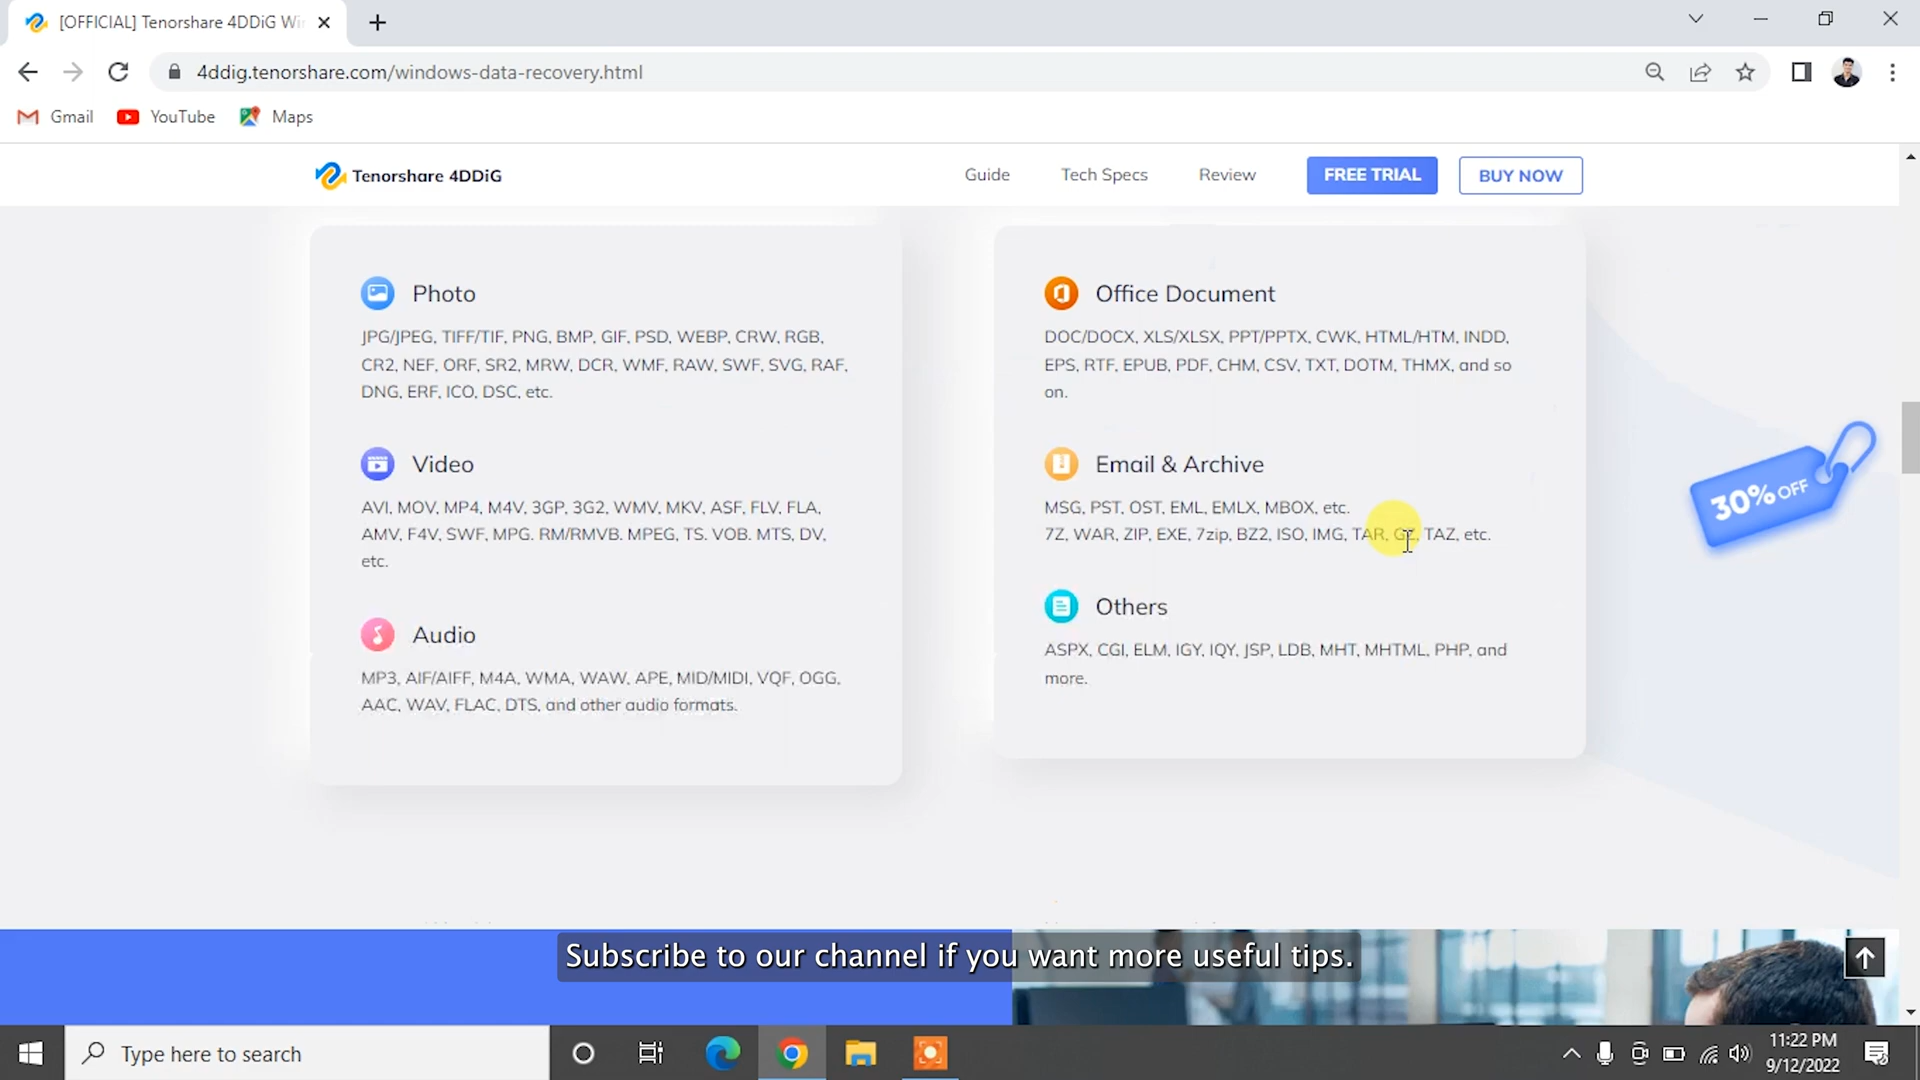 [OFFICIAL] Tenorshare 4DDiG Wi
4ddig.tenorshare.com/windows-data-recovery.html
Gmail
YouTube
Maps
Tenorshare 4DDiG
Guide
Tech Specs
Review
FREE TRIAL
BUY NOW
Photo
JPG/JPEG, TIFF/TIF, PNG, BMP, GIF, PSD, WEBP, CRW, RGB,
CR2, NEF, ORF, SR2, MRW, DCR, WMF, RAW, SWF, SVG, RAF,
DNG, ERF, ICO, DSC, etc.
Video
AVI, MOV, MP4, M4V, 3GP, 3G2, WMV, MKV, ASF, FLV, FLA,
AMV, F4V, SWF, MPG. RM/RMVB. MPEG, TS. VOB. MTS, DV,
etc.
Audio
MP3, AIF/AIFF, M4A, WMA, WAW, APE, MID/MIDI, VQF, OGG,
AAC, WAV, FLAC, DTS, and other audio formats.
Office Document
DOC/DOCX, XLS/XLSX, PPT/PPTX, CWK, HTML/HTM, INDD,
EPS, RTF, EPUB, PDF, CHM, CSV, TXT, DOTM, THMX, and so
on.
Email & Archive
MSG, PST, OST, EML, EMLX, MBOX, etc.
7Z, WAR, ZIP, EXE, 7zip, BZ2, ISO, IMG, TAR, GZ, TAZ, etc.
Others
ASPX, CGI, ELM, IGY, IQY, JSP, LDB, MHT, MHTML, PHP, and
more.
30% OFF
Subscribe to our channel if you want more useful tips.
Type here to search
11:22 PM
9/12/2022